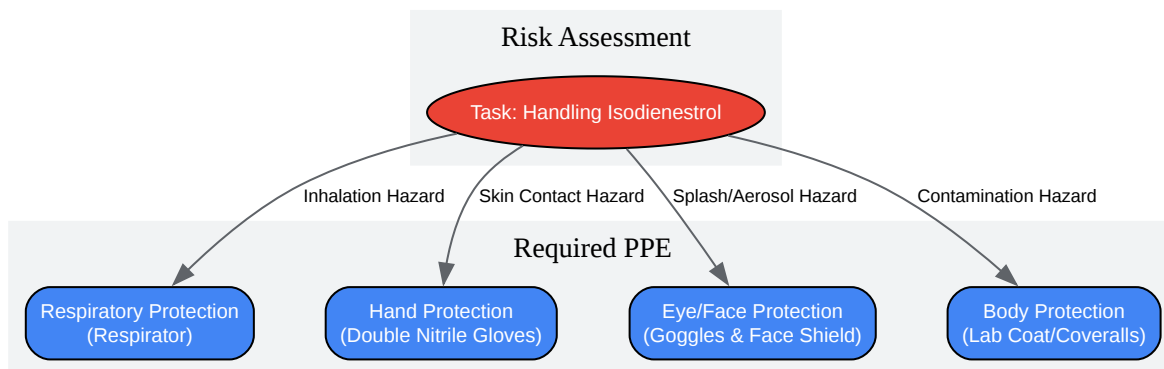 Risk Assessment
Task: Handling Isodienestrol
Inhalation Hazard
Skin Contact Hazard
Splash/Aerosol Hazard
Contamination Hazard
Required PPE
Respiratory Protection
(Respirator)
Hand Protection
(Double Nitrile Gloves)
Eye/Face Protection
(Goggles & Face Shield)
Body Protection
(Lab Coat/Coveralls)